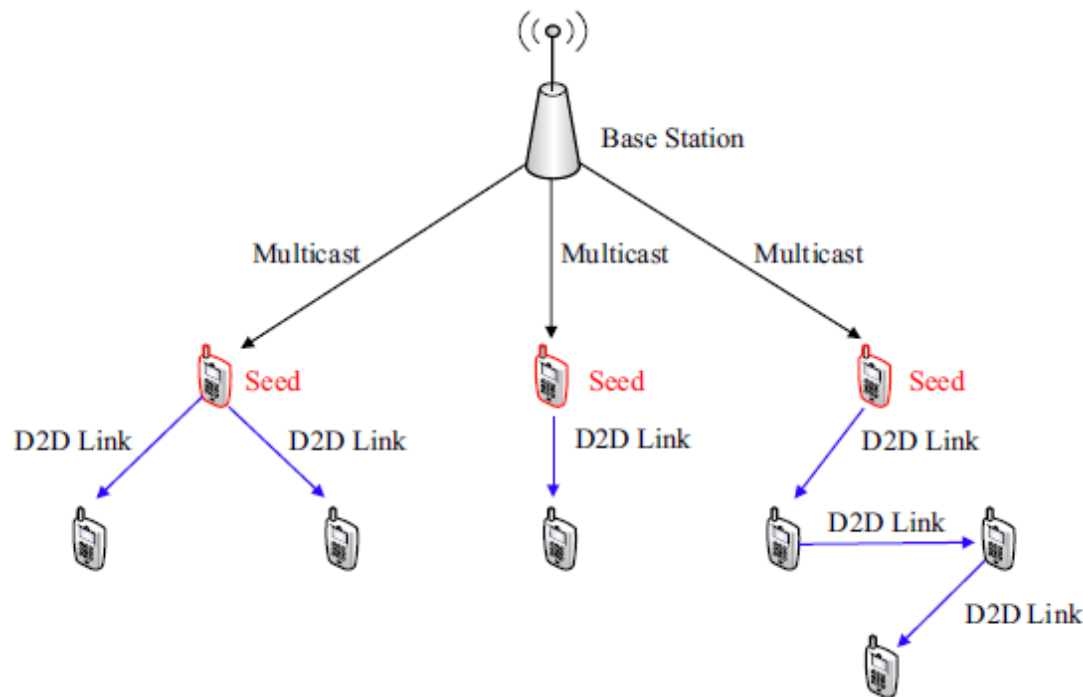 Base Station
Multicast
Multicast
Multicast
Seed
Seed
Seed
D2D Link
D2D Link
D2D Link
D2D Link
D2D Link
D2D Link